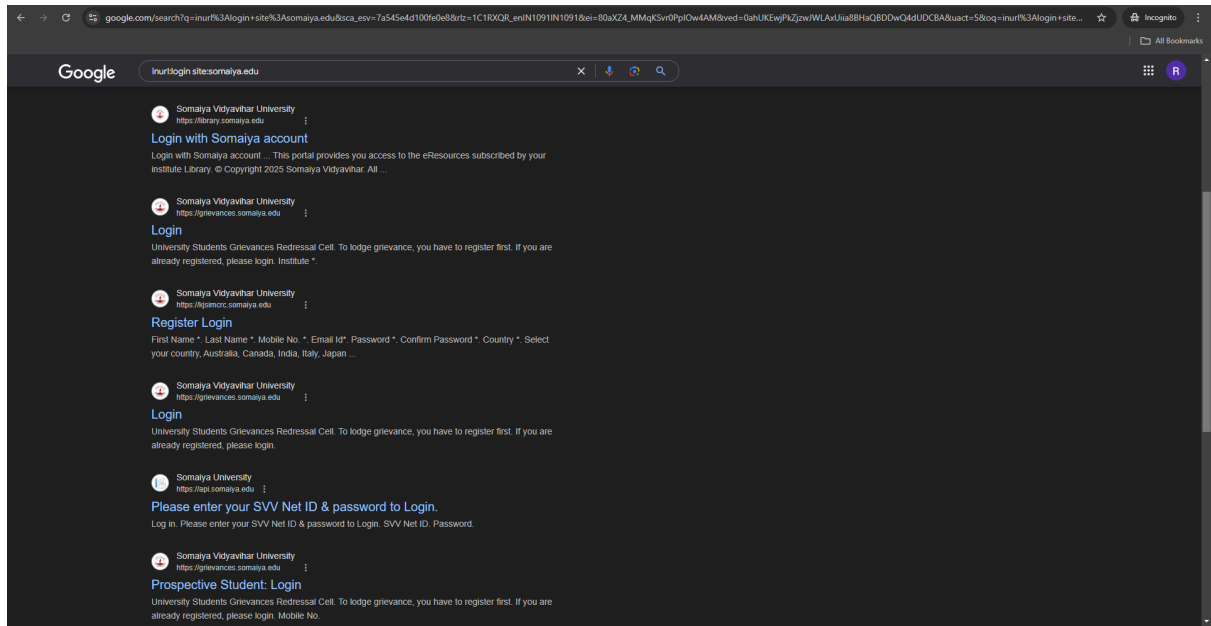 google.com/search?q=inurl%3Alogin+site%3Asomaiya.edu&sca_esv=7a545e4d100fe0e8&rlz=1C1RXQR_enIN1091IN1091&ei=80aXZ4_MMqKSvr0PpIOw4AM&ved=0ahUKEwjPkZjzwJWLAxUiia8BHaQBDDwQ4dUDCBA&uact=5&oq=inurl%3Alogin+site...
Incognito
All Bookmarks
Google
inurl:login site:somaiya.edu
R
Somaiya Vidyavihar University
https://library.somaiya.edu
Login with Somaiya account
Login with Somaiya account ... This portal provides you access to the eResources subscribed by your
institute Library. © Copyright 2025 Somaiya Vidyavihar. All ...
Somaiya Vidyavihar University
https://grievances.somaiya.edu
Login
University Students Grievances Redressal Cell. To lodge grievance, you have to register first. If you are
already registered, please login. Institute *.
Somaiya Vidyavihar University
https://kjsimcrc.somaiya.edu
Register Login
First Name *. Last Name *. Mobile No. *. Email Id*. Password *. Confirm Password *. Country *. Select
your country, Australia, Canada, India, Italy, Japan ...
Somaiya Vidyavihar University
https://grievances.somaiya.edu
Login
University Students Grievances Redressal Cell. To lodge grievance, you have to register first. If you are
already registered, please login.
Somaiya University
https://api.somaiya.edu
Please enter your SVV Net ID & password to Login.
Log in. Please enter your SVV Net ID & password to Login. SVV Net ID. Password.
Somaiya Vidyavihar University
https://grievances.somaiya.edu
Prospective Student: Login
University Students Grievances Redressal Cell. To lodge grievance, you have to register first. If you are
already registered, please login. Mobile No.